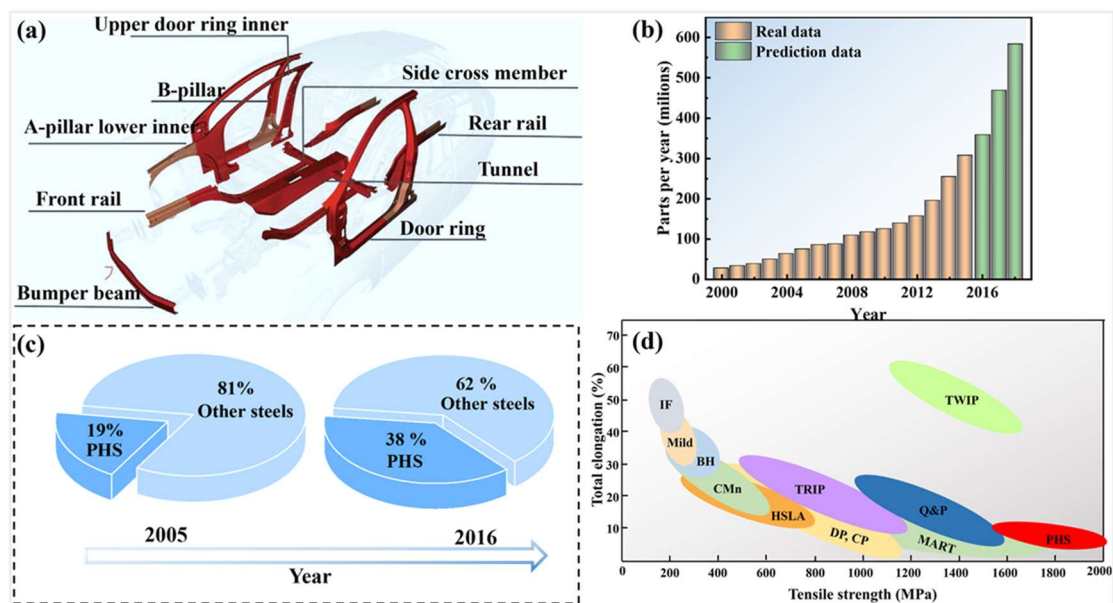 (a)
Upper door ring inner
B-pillar
A-pillar lower inner
Front rail
Bumper beam
Side cross member
Rear rail
Tunnel
Door ring
(b)
Real data
Prediction data
Parts per year (milions)
600
500
400
300
200
100
0
2000 2004 2008 2012 2016
Year
(c)
81%
Other steels
19%
PHS
62 %
Other steels
38 %
PHS
2005 2016
Year
(d)
Total elongation (%)
70
60
50
40
30
20
10
IF
Mild
BH
CMn
HSLA
TRIP
DP, CP
Q&P
MART
TWIP
PHS
0 200 400 600 800 1000 1200 1400 1600 1800 2000
Tensile strength (MPa)